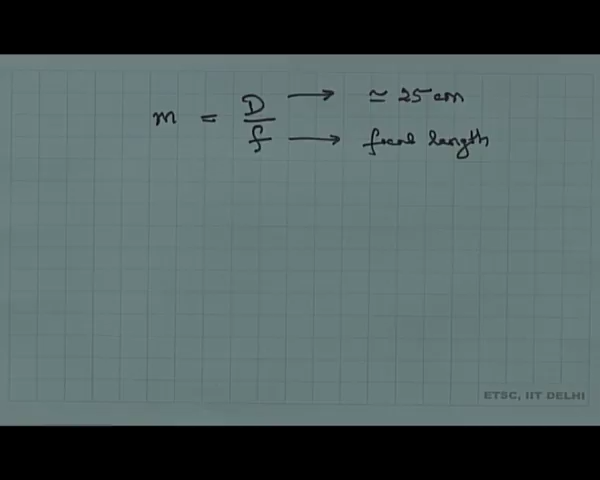 m = D/f
→ ≃ 25 cm
→ focal length
ETSC, IIT DELHI